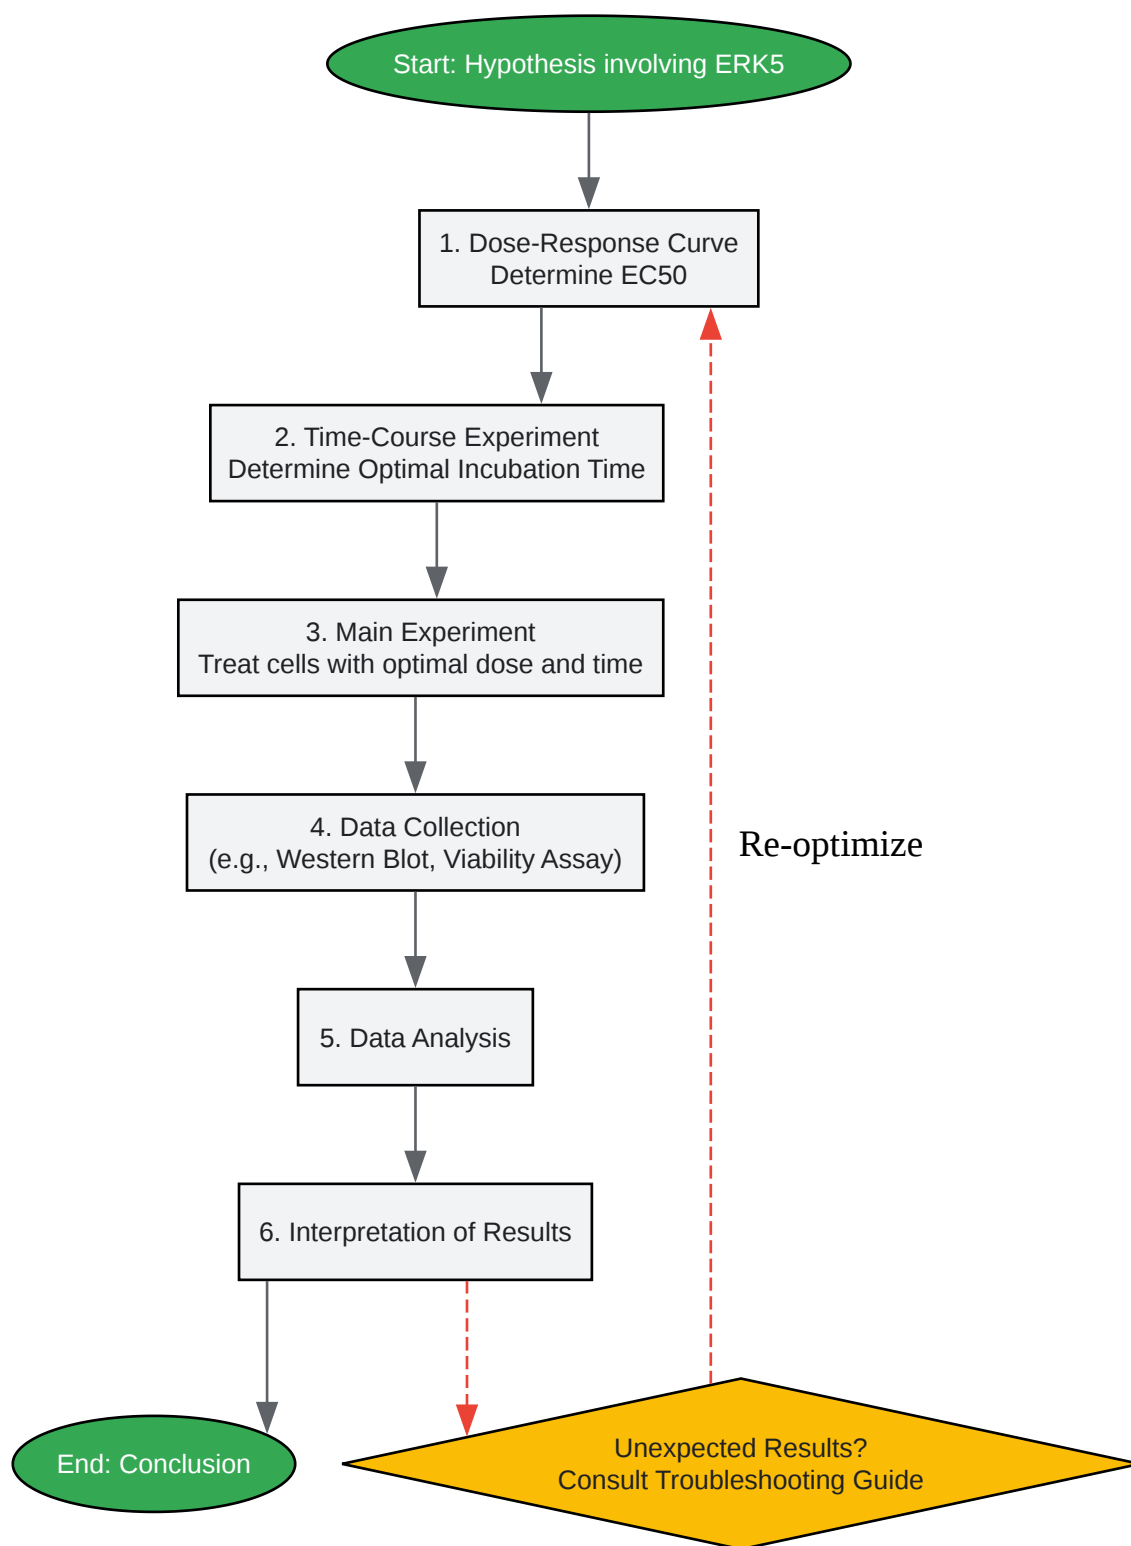 Start: Hypothesis involving ERK5
1. Dose-Response Curve
Determine EC50
2. Time-Course Experiment
Determine Optimal Incubation Time
3. Main Experiment
Treat cells with optimal dose and time
4. Data Collection
(e.g., Western Blot, Viability Assay)
Re-optimize
5. Data Analysis
6. Interpretation of Results
End: Conclusion
Unexpected Results?
Consult Troubleshooting Guide